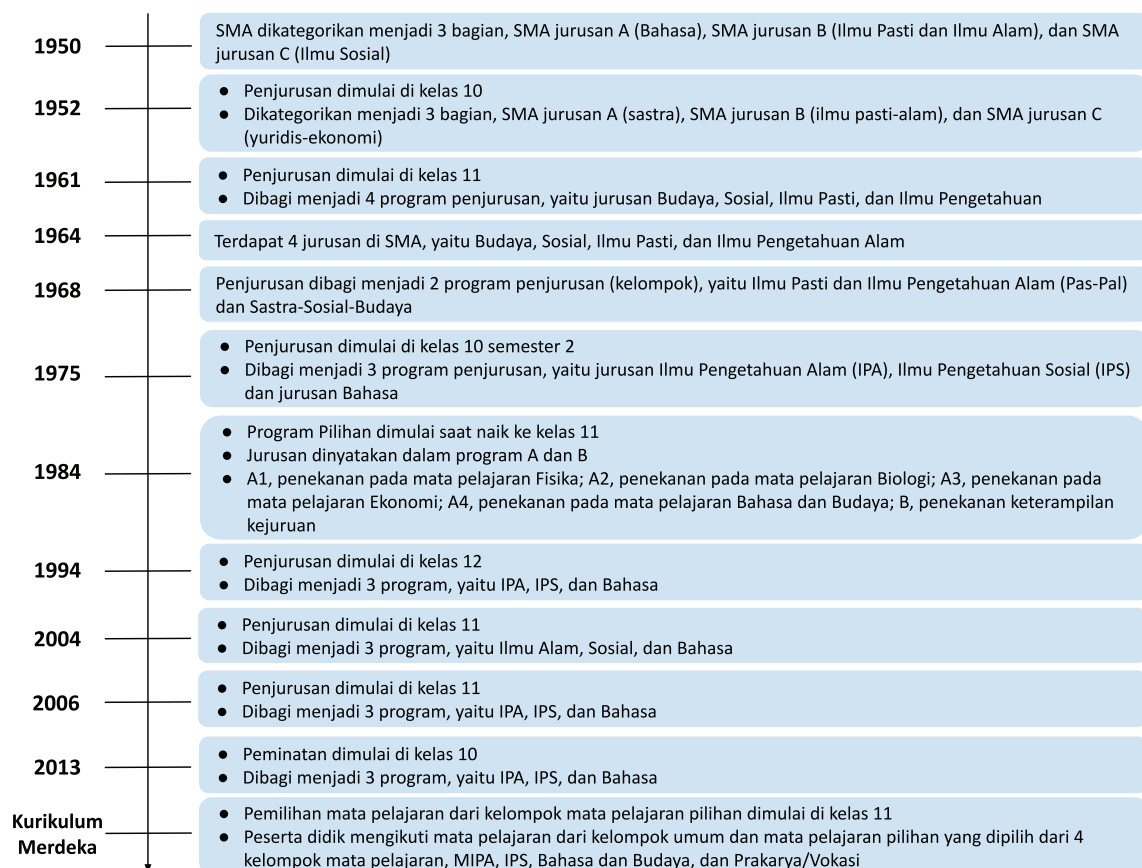 1950
SMA dikategorikan menjadi 3 bagian, SMA jurusan A (Bahasa), SMA jurusan B (Ilmu Pasti dan Ilmu Alam), dan SMA
jurusan C (Ilmu Sosial)
1952
● Penjurusan dimulai di kelas 10
● Dikategorikan menjadi 3 bagian, SMA jurusan A (sastra), SMA jurusan B (ilmu pasti-alam), dan SMA jurusan C
(yuridis-ekonomi)
1961
● Penjurusan dimulai di kelas 11
● Dibagi menjadi 4 program penjurusan, yaitu jurusan Budaya, Sosial, Ilmu Pasti, dan Ilmu Pengetahuan
1964
Terdapat 4 jurusan di SMA, yaitu Budaya, Sosial, Ilmu Pasti, dan Ilmu Pengetahuan Alam
1968
Penjurusan dibagi menjadi 2 program penjurusan (kelompok), yaitu Ilmu Pasti dan Ilmu Pengetahuan Alam (Pas-Pal)
dan Sastra-Sosial-Budaya
1975
● Penjurusan dimulai di kelas 10 semester 2
● Dibagi menjadi 3 program penjurusan, yaitu jurusan Ilmu Pengetahuan Alam (IPA), Ilmu Pengetahuan Sosial (IPS)
dan jurusan Bahasa
1984
● Program Pilihan dimulai saat naik ke kelas 11
● Jurusan dinyatakan dalam program A dan B
● A1, penekanan pada mata pelajaran Fisika; A2, penekanan pada mata pelajaran Biologi; A3, penekanan pada
mata pelajaran Ekonomi; A4, penekanan pada mata pelajaran Bahasa dan Budaya; B, penekanan keterampilan
kejuruan
1994
● Penjurusan dimulai di kelas 12
● Dibagi menjadi 3 program, yaitu IPA, IPS, dan Bahasa
2004
● Penjurusan dimulai di kelas 11
● Dibagi menjadi 3 program, yaitu Ilmu Alam, Sosial, dan Bahasa
2006
● Penjurusan dimulai di kelas 11
● Dibagi menjadi 3 program, yaitu IPA, IPS, dan Bahasa
2013
● Peminatan dimulai di kelas 10
● Dibagi menjadi 3 program, yaitu IPA, IPS, dan Bahasa
Kurikulum
Merdeka
● Pemilihan mata pelajaran dari kelompok mata pelajaran pilihan dimulai di kelas 11
● Peserta didik mengikuti mata pelajaran dari kelompok umum dan mata pelajaran pilihan yang dipilih dari 4
kelompok mata pelajaran, MIPA, IPS, Bahasa dan Budaya, dan Prakarya/Vokasi